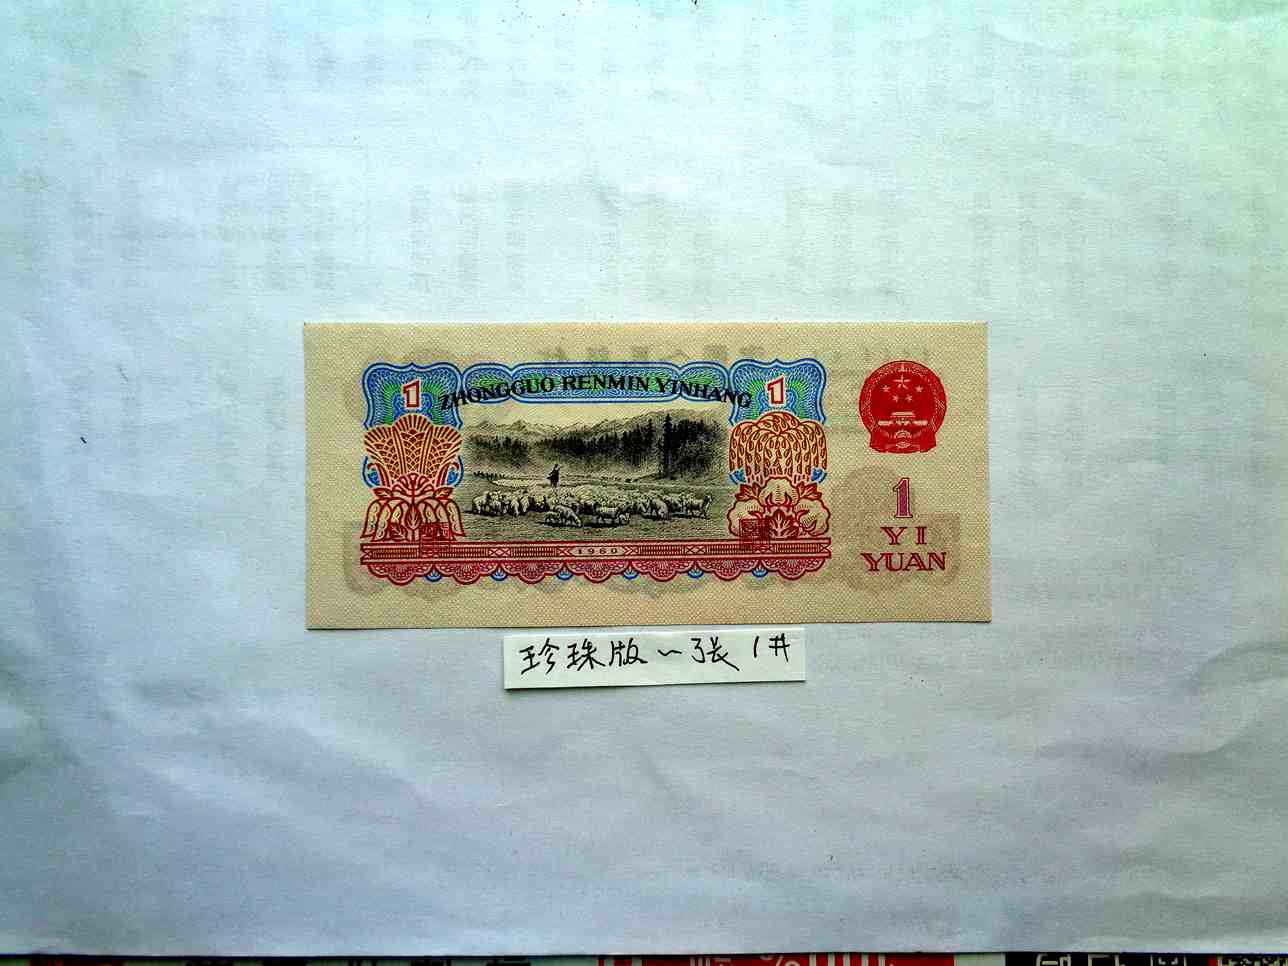 1
ZHONGGUO RENMIN YINHANG
1
1960
1
YI
YUAN
珍珠版一張 1#